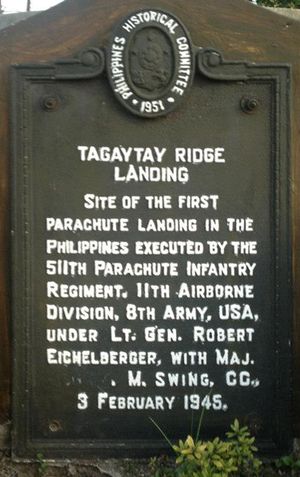 PHILIPPINES HISTORICAL COMMITTEE
1951
TAGAYTAY RIDGE
LANDING
SITE OF THE FIRST
PARACHUTE LANDING IN THE
PHILIPPINES EXECUTED BY THE
511TH PARACHUTE INFANTRY
REGIMENT, 11TH AIRBORNE
DIVISION, 8TH ARMY, USA,
UNDER LT. GEN. ROBERT
EICHELBERGER, WITH MAJ.
M. SWING, CG.,
3 FEBRUARY 1945.